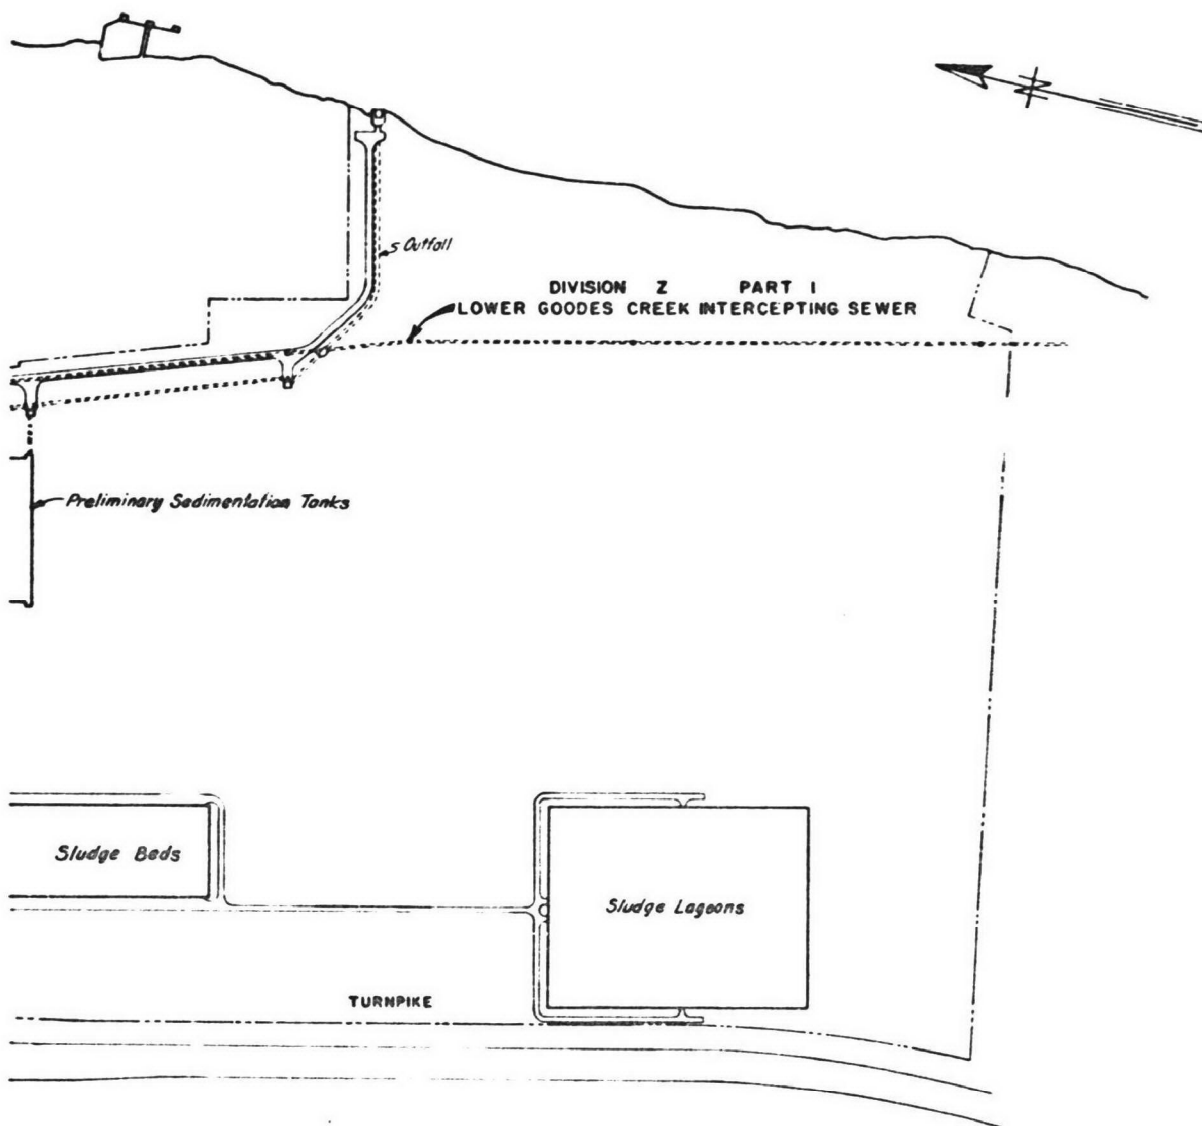 N
Outfall
DIVISION Z PART I
LOWER GOODES CREEK INTERCEPTING SEWER
Preliminary Sedimentation Tanks
Sludge Beds
Sludge Lagoons
TURNPIKE